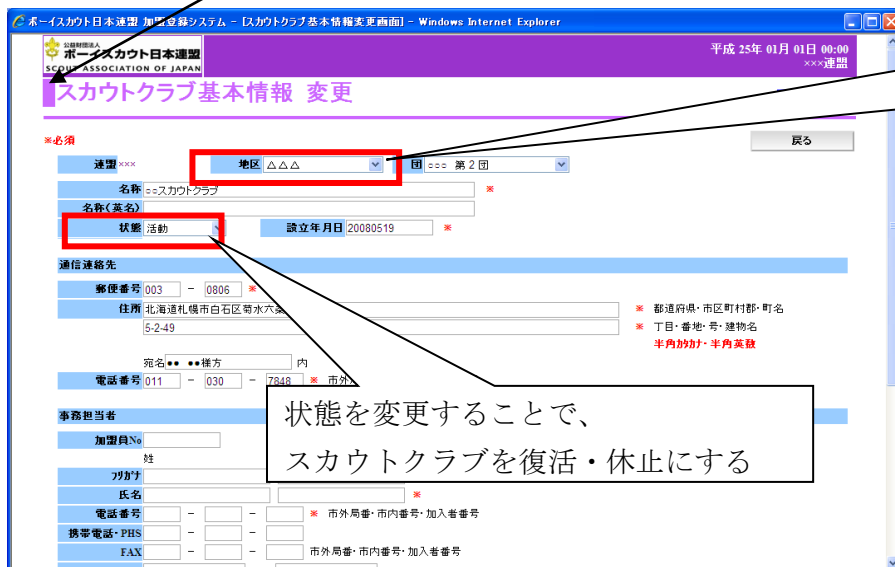 ボーイスカウト日本連盟 加盟登録システム - [スカウトクラブ基本情報変更画面] - Windows Internet Explorer
公益財団法人
ボーイスカウト日本連盟
SCOUT ASSOCIATION OF JAPAN
平成 25年 01月 01日 00:00
×××連盟
スカウトクラブ基本情報 変更
※必須
戻る
連盟 ××× 地区 △△△ 団 ○○○ 第2団
名称 ○○スカウトクラブ ※
名称(英名)
状態 活動 設立年月日 20080519 ※
通信連絡先
郵便番号 003 - 0806 ※
住所 北海道札幌市白石区菊水六条 ※ 都道府県・市区町村郡・町名
5-2-49 ※ 丁目・番地・号・建物名
半角ｶﾀｶﾅ・半角英数
宛名 ●● ●●様方 内
電話番号 011 - 030 - 7848 ※ 市外局
状態を変更することで、
スカウトクラブを復活・休止にする
事務担当者
加盟員No
姓
ﾌﾘｶﾞﾅ
氏名 ※
電話番号 - - ※ 市外局番・市内番号・加入者番号
携帯電話・PHS - -
FAX - - 市外局番・市内番号・加入者番号